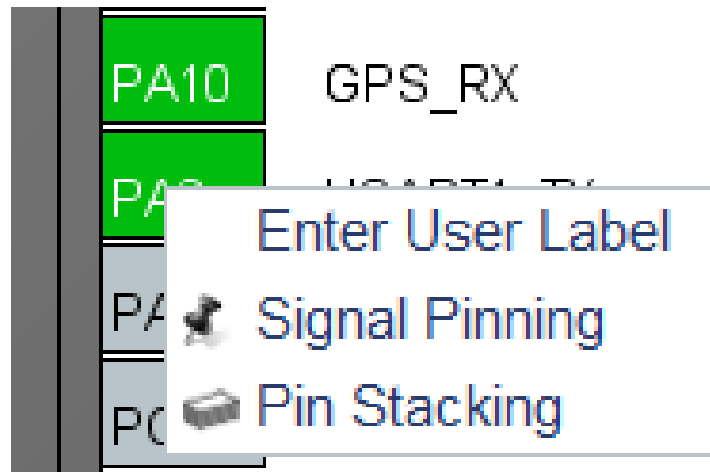 PA10 GPS_RX
Enter User Label
Signal Pinning
Pin Stacking